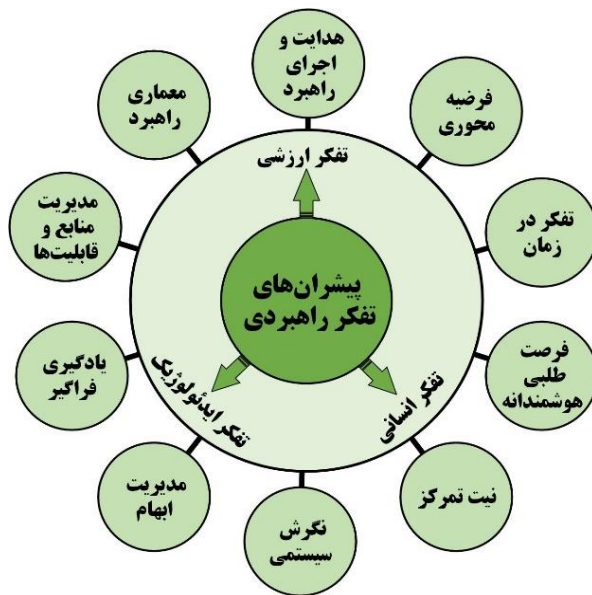 هدایت و
اجرای
راهبرد
فرضیه
محوری
تفکر در
زمان
فرصت
طلبی
هوشمندانه
نیت تمرکز
نگرش
سیستمی
مدیریت
ابهام
یادگیری
فراگیر
مدیریت
منابع و
قابلیت‌ها
معماری
راهبرد
تفکر ارزشی
تفکر انسانی
تفکر ایدئولوژیک
پیشران‌های
تفکر راهبردی